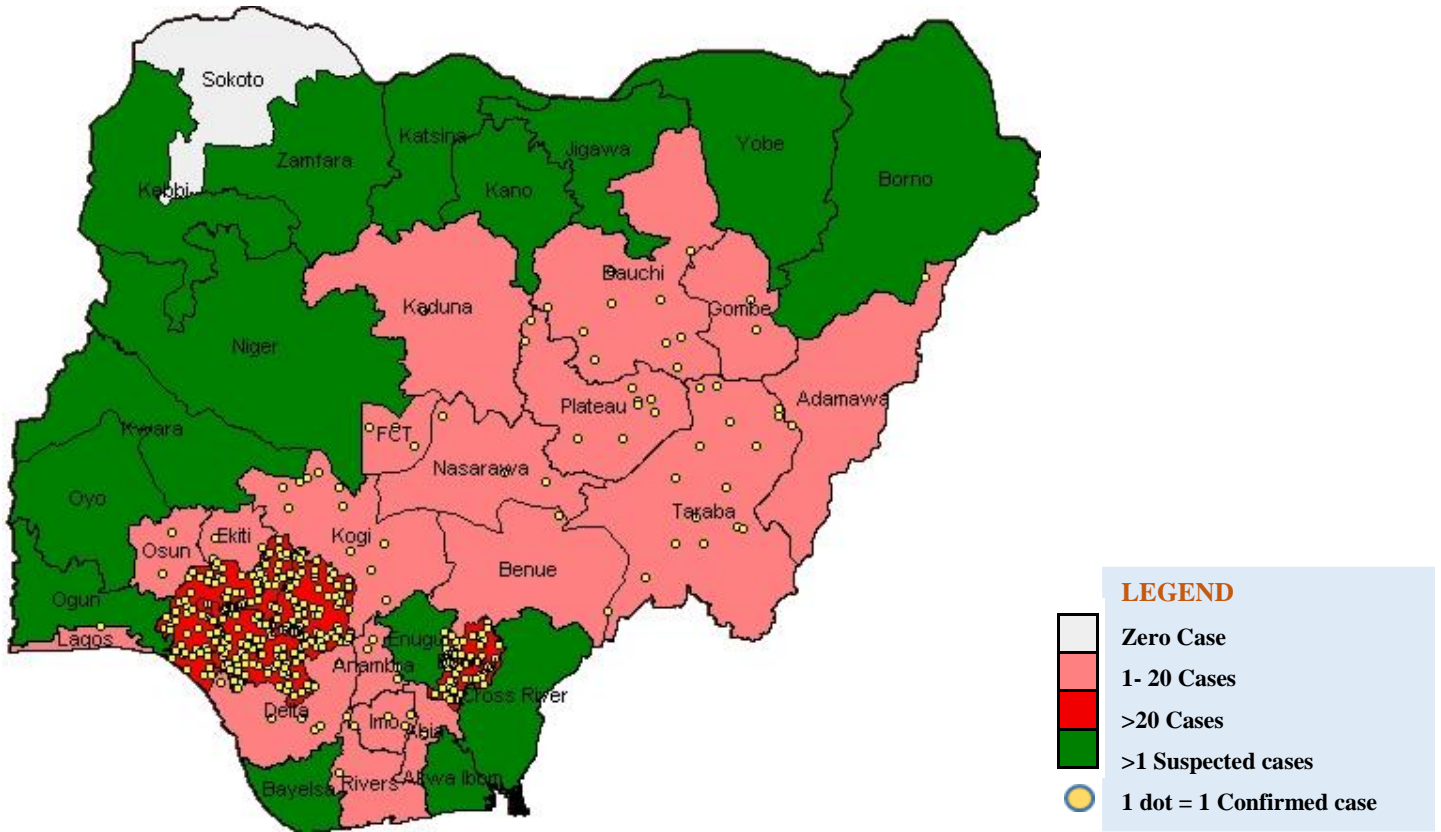 Sokoto
Katsina
Zamfara
Jigawa
Yobe
Kebbi
Kano
Borno
Bauchi
Kaduna
Gombe
Niger
Adamawa
Plateau
Kwara
FCT
Nasarawa
Oyo
Taraba
Ekiti
Kogi
Osun
Benue
Ogun
Lagos
Enugu
Anambra
Cross River
Delta
Imo
Abia
Bayelsa
Rivers
Akwa Ibom
LEGEND
Zero Case
1- 20 Cases
>20 Cases
>1 Suspected cases
1 dot = 1 Confirmed case